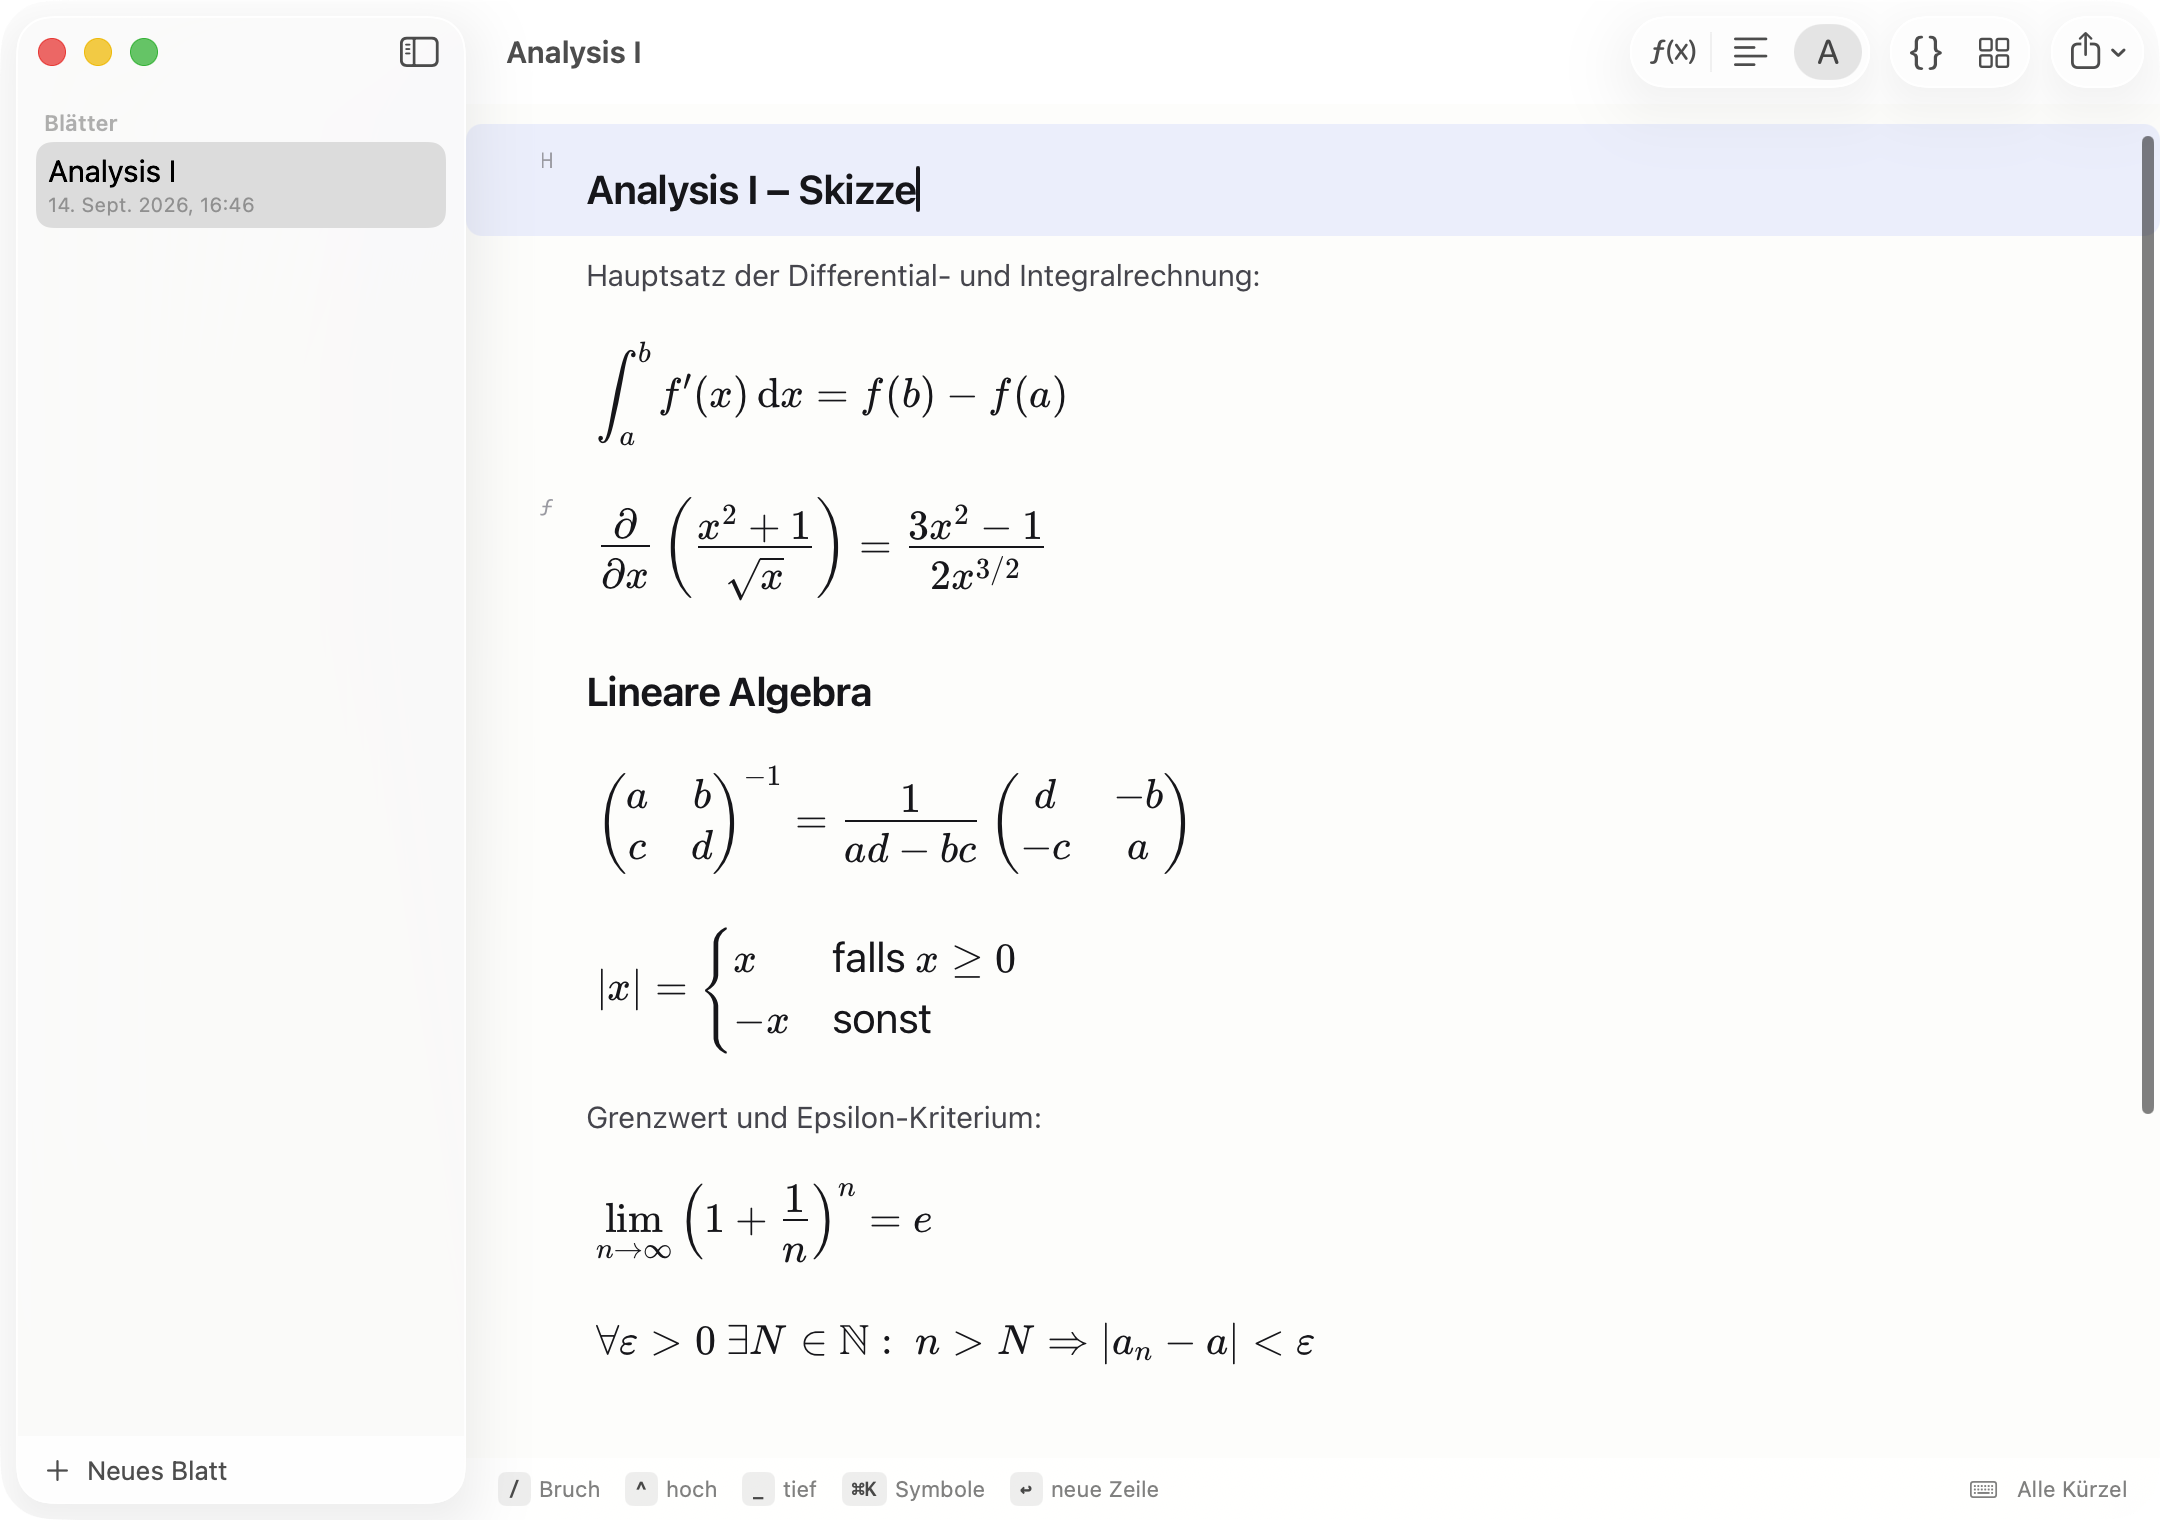 Analysis I
ƒ(x)
A
{}
Blätter
Analysis I
14. Sept. 2026, 16:46
H
Analysis I – Skizze
Hauptsatz der Differential- und Integralrechnung:
∫_a^b f′(x) dx = f(b) − f(a)
ƒ
∂/∂x ((x² + 1)/√x) = (3x² − 1)/(2x^{3/2})
Lineare Algebra
(a b; c d)^{−1} = 1/(ad − bc) (d −b; −c a)
|x| = { x falls x ≥ 0
−x sonst
Grenzwert und Epsilon-Kriterium:
lim_{n→∞} (1 + 1/n)^n = e
∀ε > 0 ∃N ∈ ℕ : n > N ⇒ |a_n − a| < ε
+ Neues Blatt
/ Bruch ^ hoch _ tief ⌘K Symbole ↩ neue Zeile
Alle Kürzel